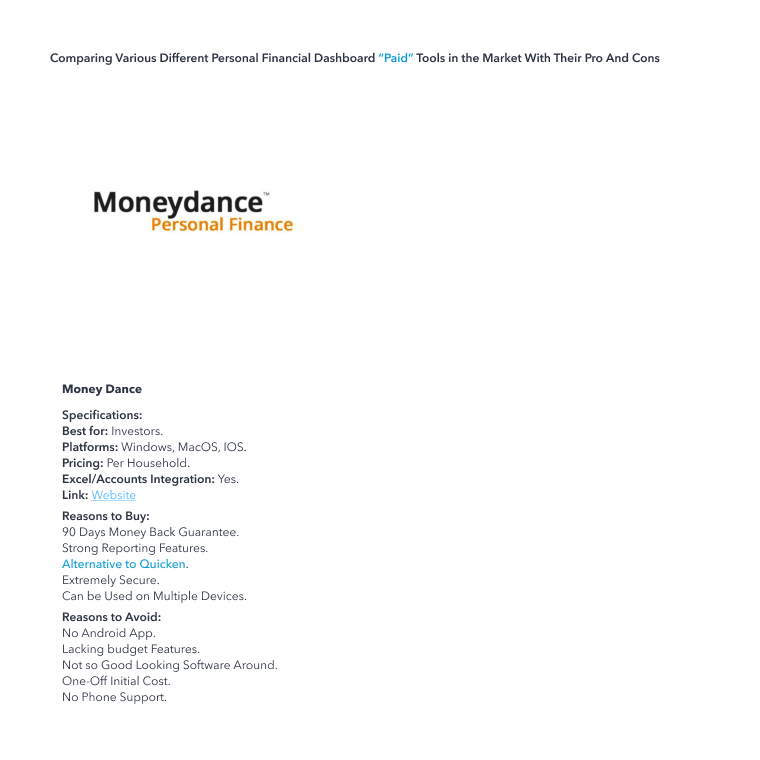 Comparing Various Different Personal Financial Dashboard “Paid” Tools in the Market With Their Pro And Cons
Moneydance™
Personal Finance
Money Dance
Specifications:
Best for: Investors.
Platforms: Windows, MacOS, IOS.
Pricing: Per Household.
Excel/Accounts Integration: Yes.
Link: Website
Reasons to Buy:
90 Days Money Back Guarantee.
Strong Reporting Features.
Alternative to Quicken.
Extremely Secure.
Can be Used on Multiple Devices.
Reasons to Avoid:
No Android App.
Lacking budget Features.
Not so Good Looking Software Around.
One-Off Initial Cost.
No Phone Support.